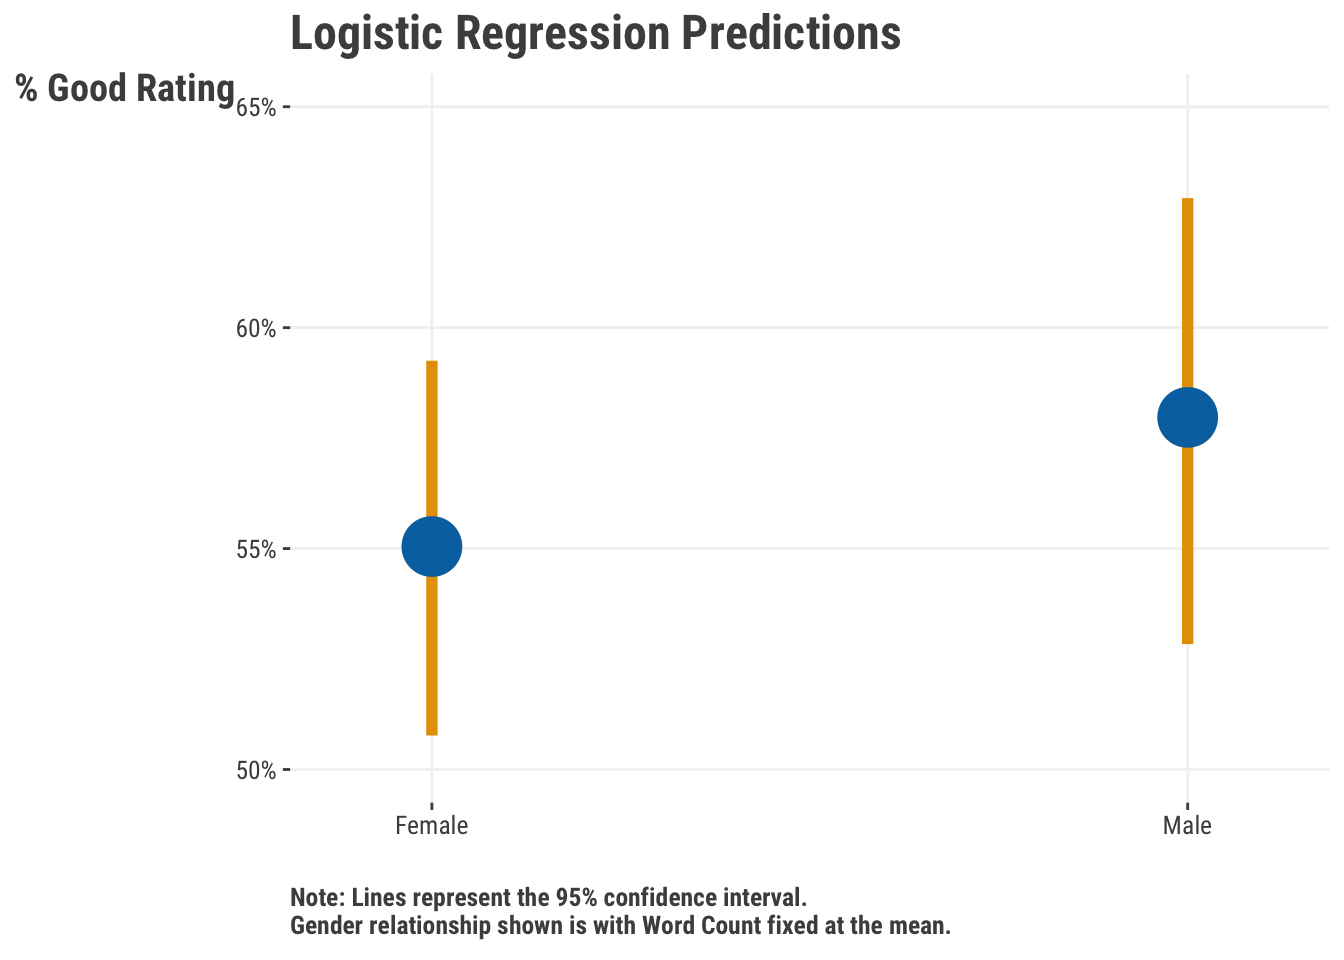 Logistic Regression Predictions
% Good Rating
65%
60%
55%
50%
Female
Male
Note: Lines represent the 95% confidence interval.
Gender relationship shown is with Word Count fixed at the mean.